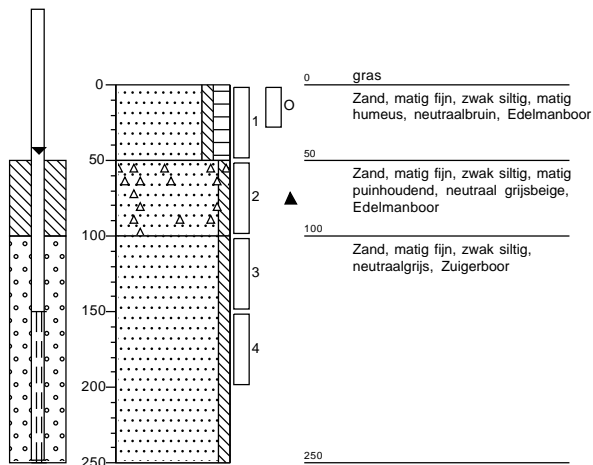 0
50
100
150
200
250
1
2
3
4
O
0 gras
Zand, matig fijn, zwak siltig, matig
humeus, neutraalbruin, Edelmanboor
50
Zand, matig fijn, zwak siltig, matig
puinhoudend, neutraal grijsbeige,
Edelmanboor
100
Zand, matig fijn, zwak siltig,
neutraalgrijs, Zuigerboor
250